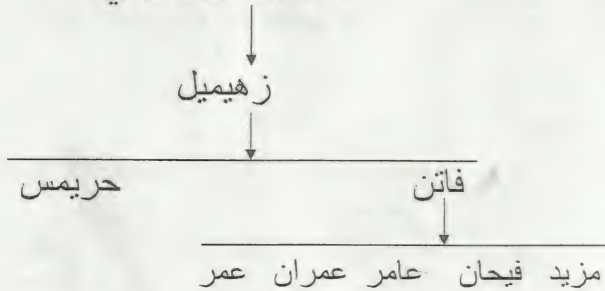 زهيميل
فاتن حريمس
مزيد فيحان عامر عمران عمر